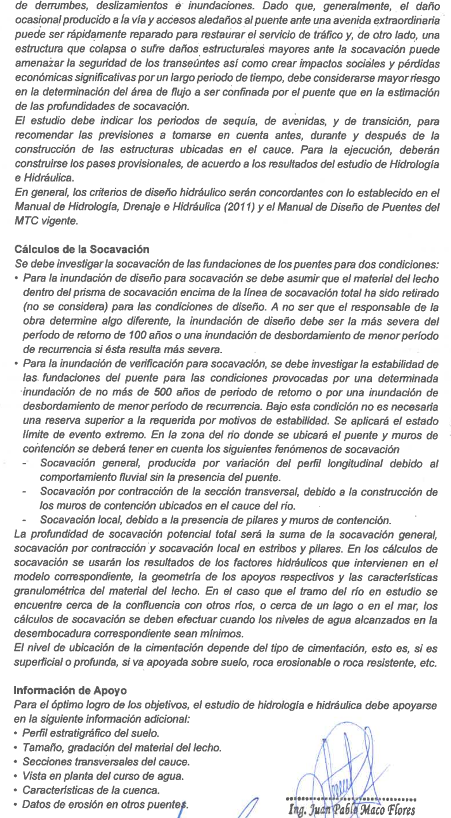 de derrumbes, deslizamientos e inundaciones. Dado que, generalmente, el daño
ocasional producido a la vía y accesos aledaños al puente ante una avenida extraordinaria
puede ser rápidamente reparado para restaurar el servicio de tráfico y, de otro lado, una
estructura que colapsa o sufre daños estructurales mayores ante la socavación puede
amenazar la seguridad de los transeúntes así como crear impactos sociales y pérdidas
económicas significativas por un largo periodo de tiempo, debe considerarse mayor riesgo
en la determinación del área de flujo a ser confinada por el puente que en la estimación
de las profundidades de socavación.
El estudio debe indicar los periodos de sequía, de avenidas, y de transición, para
recomendar las previsiones a tomarse en cuenta antes, durante y después de la
construcción de las estructuras ubicadas en el cauce. Para la ejecución, deberán
construirse los pases provisionales, de acuerdo a los resultados del estudio de Hidrología
e Hidráulica.
En general, los criterios de diseño hidráulico serán concordantes con lo establecido en el
Manual de Hidrología, Drenaje e Hidráulica (2011) y el Manual de Diseño de Puentes del
MTC vigente.
Cálculos de la Socavación
Se debe investigar la socavación de las fundaciones de los puentes para dos condiciones:
• Para la inundación de diseño para socavación se debe asumir que el material del lecho
dentro del prisma de socavación encima de la línea de socavación total ha sido retirado
(no se considera) para las condiciones de diseño. A no ser que el responsable de la
obra determine algo diferente, la inundación de diseño debe ser la más severa del
período de retorno de 100 años o una inundación de desbordamiento de menor período
de recurrencia si ésta resulta más severa.
• Para la inundación de verificación para socavación, se debe investigar la estabilidad de
las fundaciones del puente para las condiciones provocadas por una determinada
inundación de no más de 500 años de periodo de retorno o por una inundación de
desbordamiento de menor período de recurrencia. Bajo esta condición no es necesaria
una reserva superior a la requerida por motivos de estabilidad. Se aplicará el estado
límite de evento extremo. En la zona del río donde se ubicará el puente y muros de
contención se deberá tener en cuenta los siguientes fenómenos de socavación
- Socavación general, producida por variación del perfil longitudinal debido al
comportamiento fluvial sin la presencia del puente.
- Socavación por contracción de la sección transversal, debido a la construcción de
los muros de contención ubicados en el cauce del río.
- Socavación local, debido a la presencia de pilares y muros de contención.
La profundidad de socavación potencial total será la suma de la socavación general,
socavación por contracción y socavación local en estribos y pilares. En los cálculos de
socavación se usarán los resultados de los factores hidráulicos que intervienen en el
modelo correspondiente, la geometría de los apoyos respectivos y las características
granulométrica del material del lecho. En el caso que el tramo del río en estudio se
encuentre cerca de la confluencia con otros ríos, o cerca de un lago o en el mar, los
cálculos de socavación se deben efectuar cuando los niveles de agua alcanzados en la
desembocadura correspondiente sean mínimos.
El nivel de ubicación de la cimentación depende del tipo de cimentación, esto es, si es
superficial o profunda, si va apoyada sobre suelo, roca erosionable o roca resistente, etc.
Información de Apoyo
Para el óptimo logro de los objetivos, el estudio de hidrología e hidráulica debe apoyarse
en la siguiente información adicional:
• Perfil estratigráfico del suelo.
• Tamaño, gradación del material del lecho.
• Secciones transversales del cauce.
• Vista en planta del curso de agua.
• Características de la cuenca.
• Datos de erosión en otros puentes.
Ing. Juan Pablo Maco Flores